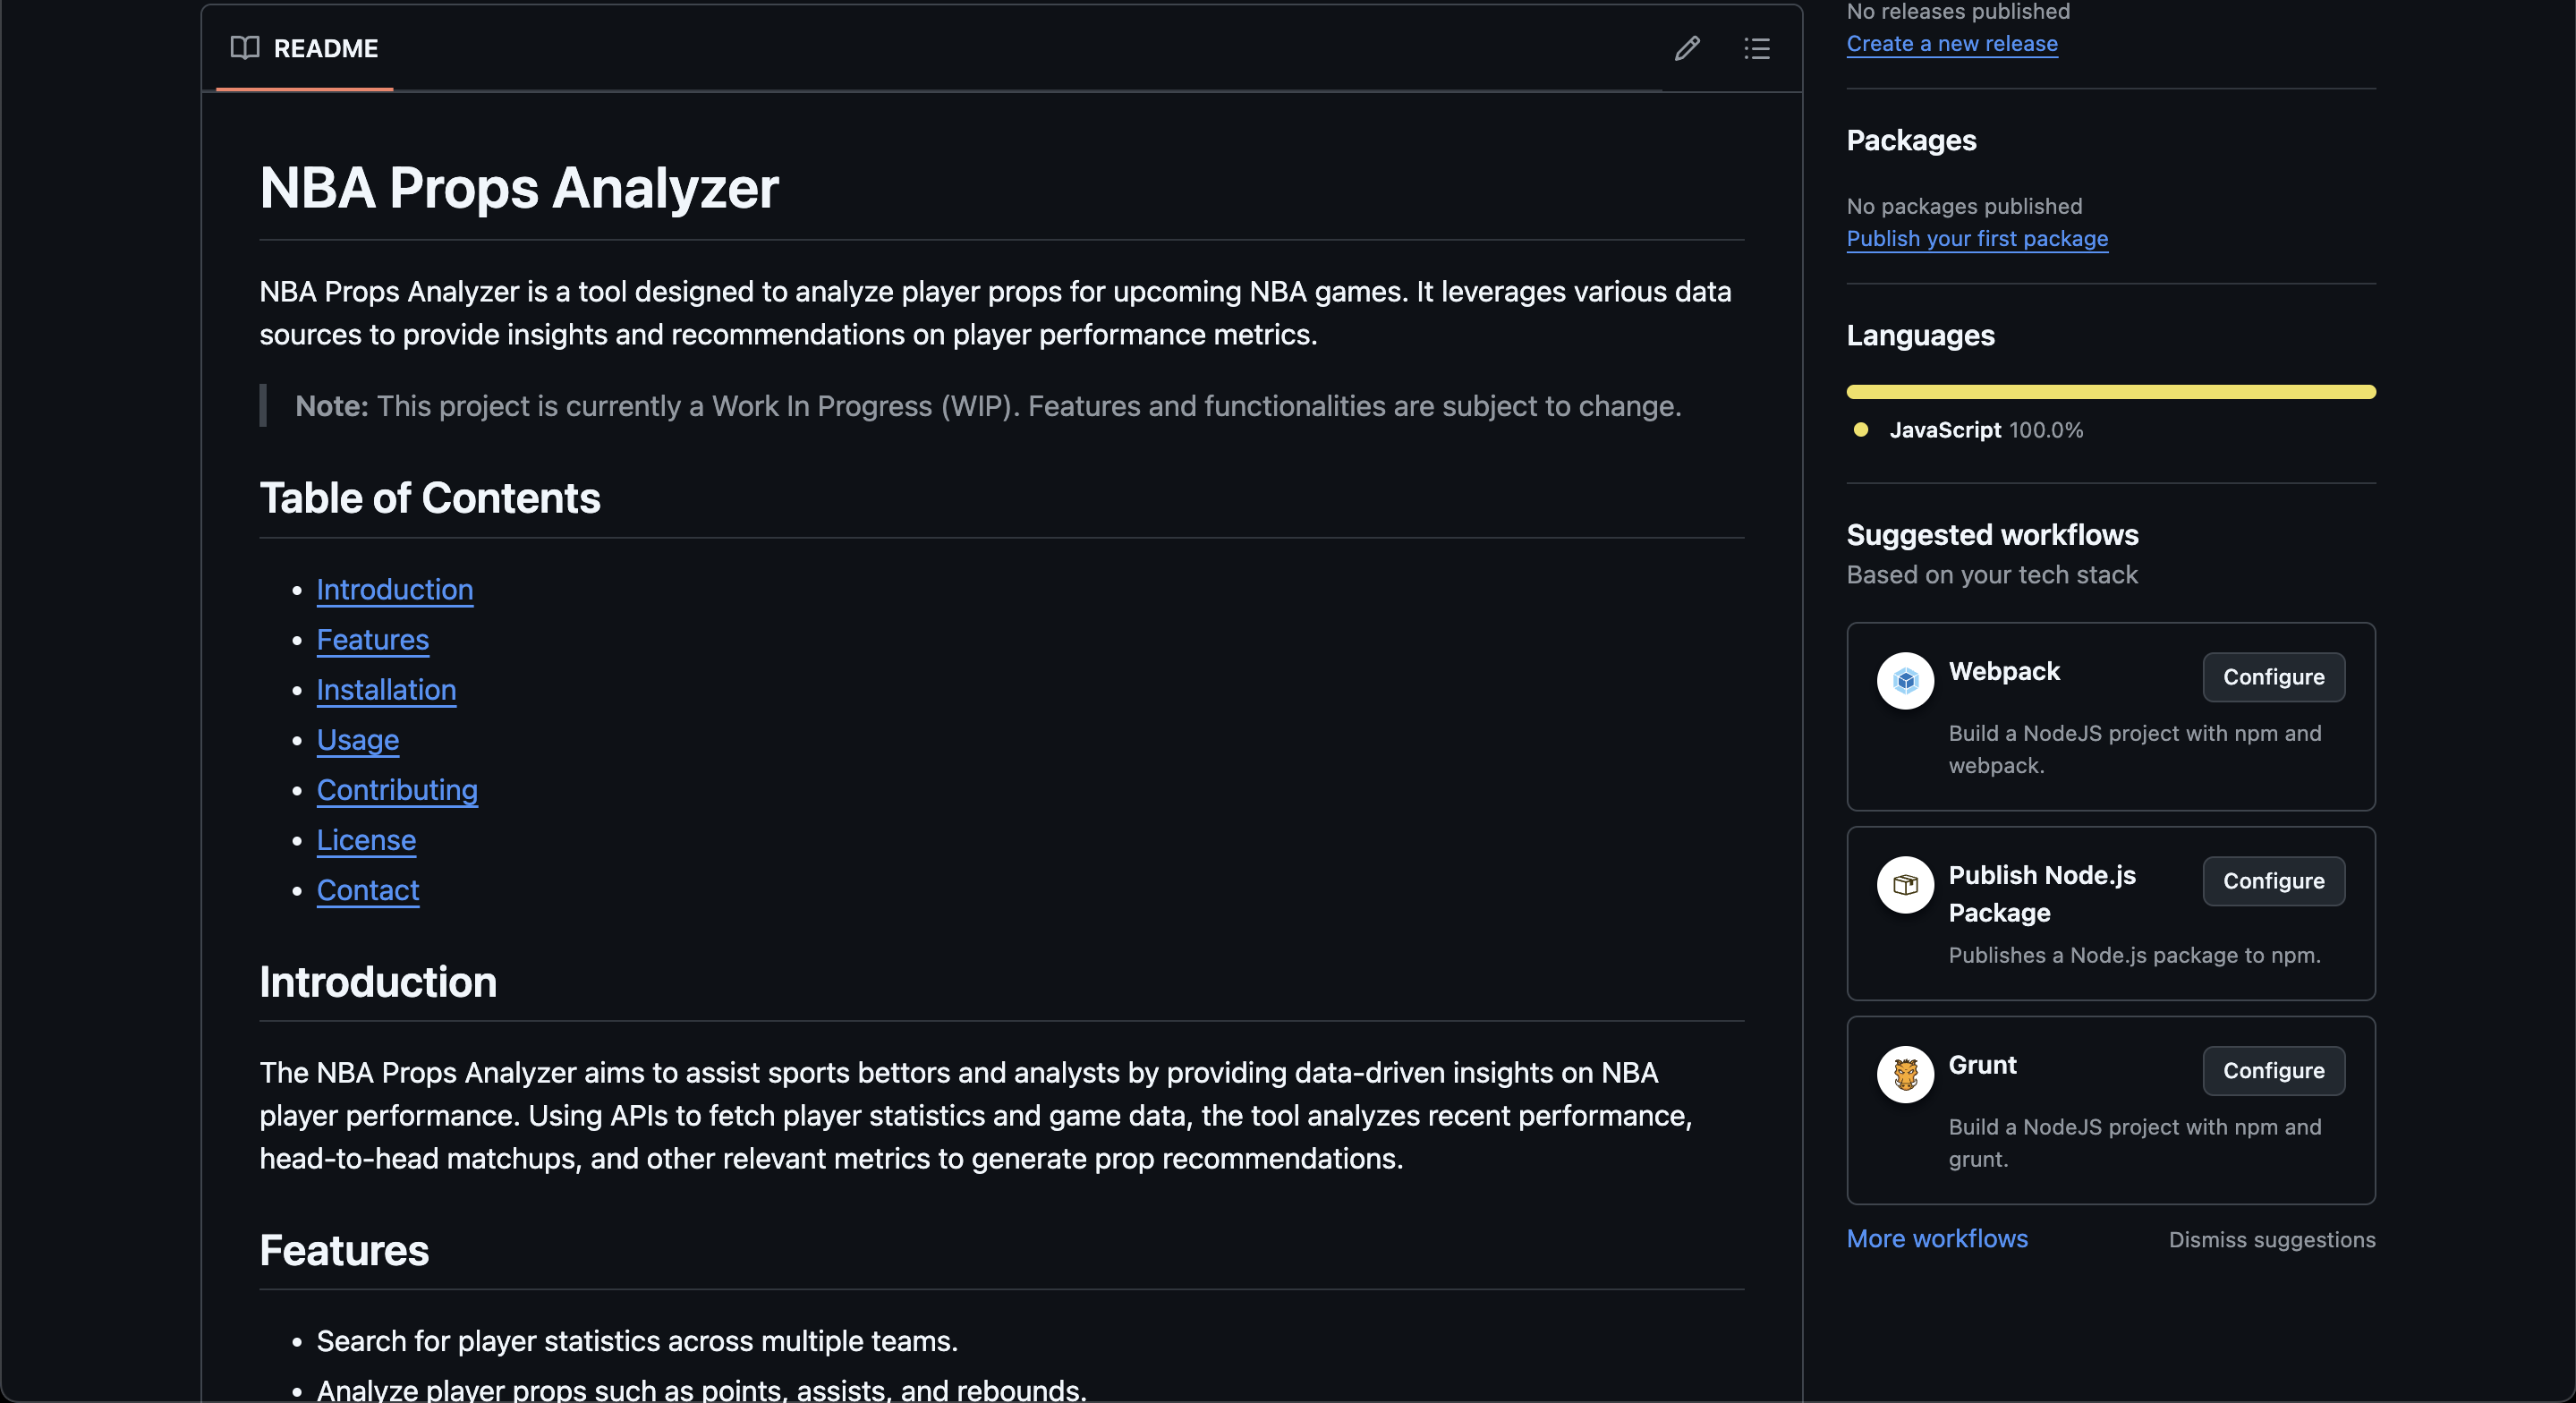 README
NBA Props Analyzer
NBA Props Analyzer is a tool designed to analyze player props for upcoming NBA games. It leverages various data
sources to provide insights and recommendations on player performance metrics.
Note: This project is currently a Work In Progress (WIP). Features and functionalities are subject to change.
Table of Contents
Introduction
Features
Installation
Usage
Contributing
License
Contact
Introduction
The NBA Props Analyzer aims to assist sports bettors and analysts by providing data-driven insights on NBA
player performance. Using APIs to fetch player statistics and game data, the tool analyzes recent performance,
head-to-head matchups, and other relevant metrics to generate prop recommendations.
Features
Search for player statistics across multiple teams.
Analyze player props such as points, assists, and rebounds.
No releases published
Create a new release
Packages
No packages published
Publish your first package
Languages
JavaScript 100.0%
Suggested workflows
Based on your tech stack
Webpack
Configure
Build a NodeJS project with npm and
webpack.
Publish Node.js
Package
Configure
Publishes a Node.js package to npm.
Grunt
Configure
Build a NodeJS project with npm and
grunt.
More workflows
Dismiss suggestions